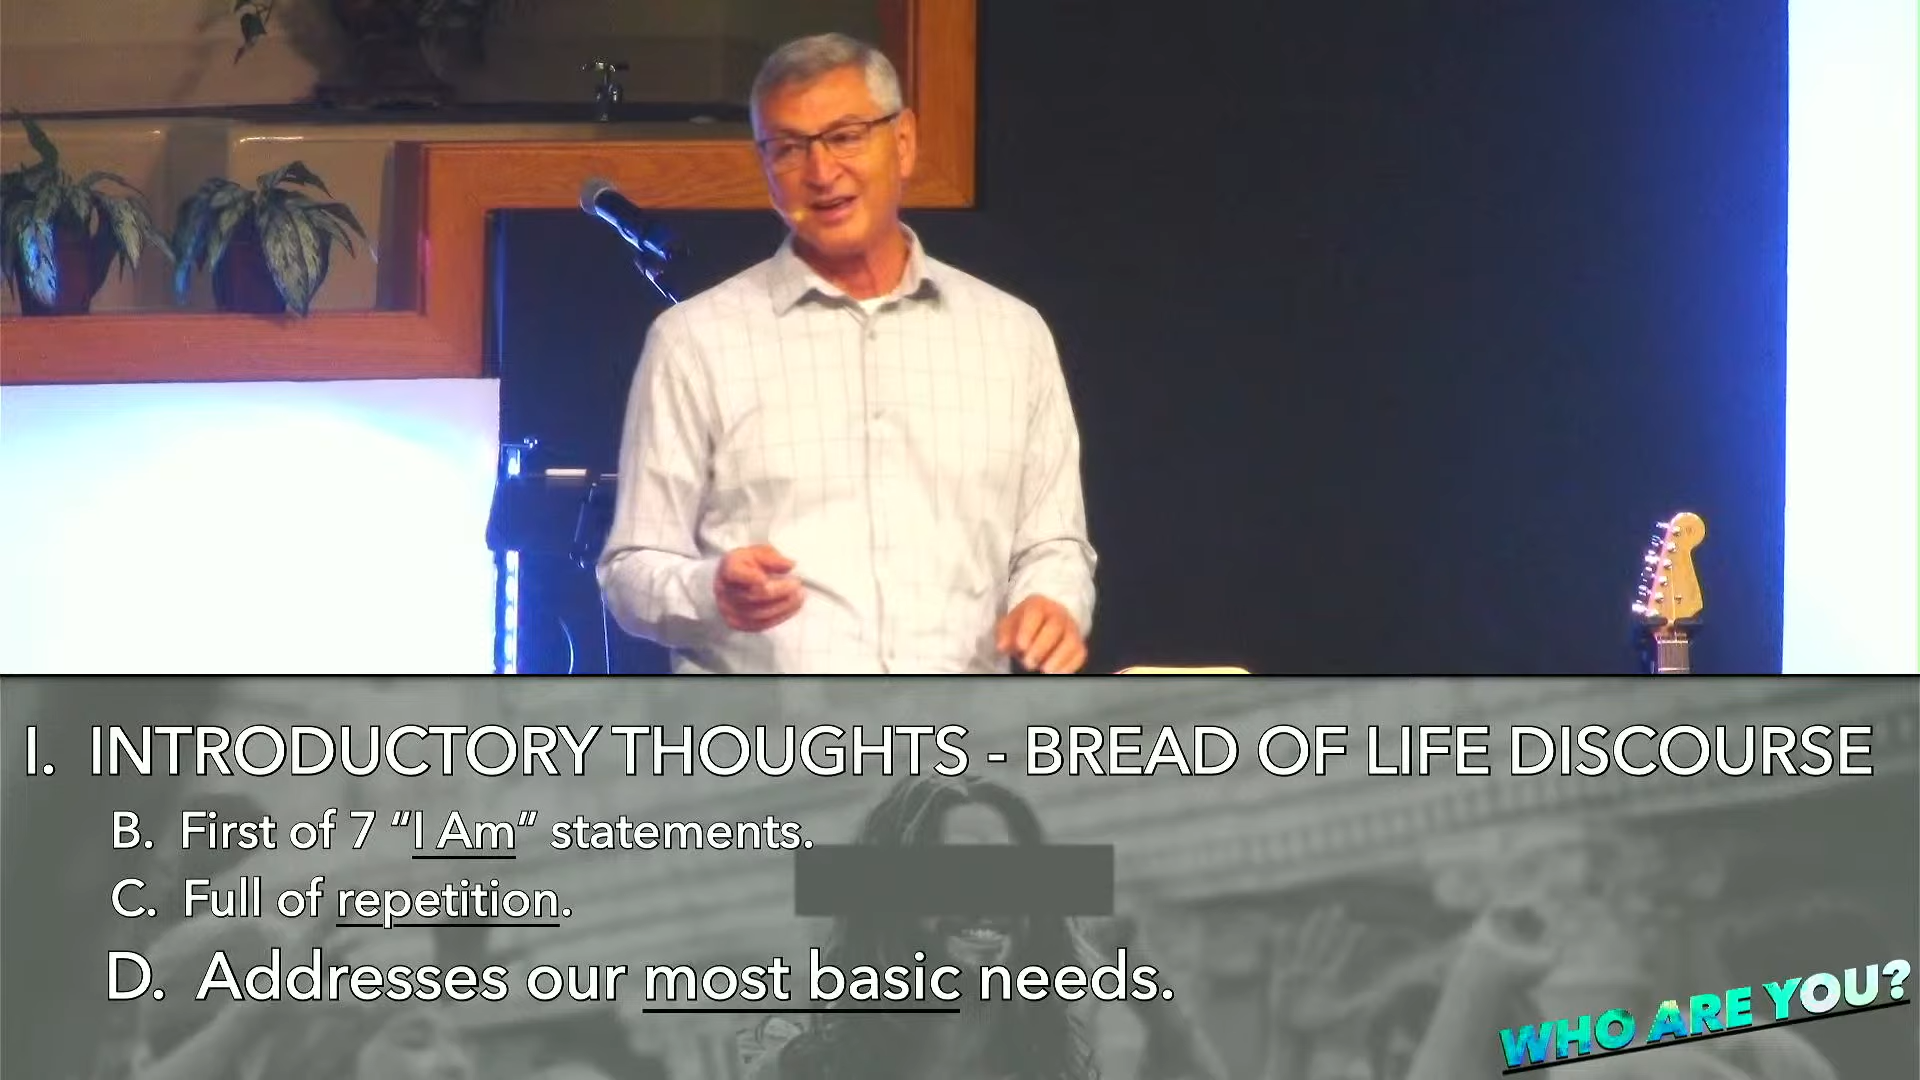 I. INTRODUCTORY THOUGHTS - BREAD OF LIFE DISCOURSE
B. First of 7 “I Am” statements.
C. Full of repetition.
D. Addresses our most basic needs.
WHO ARE YOU?